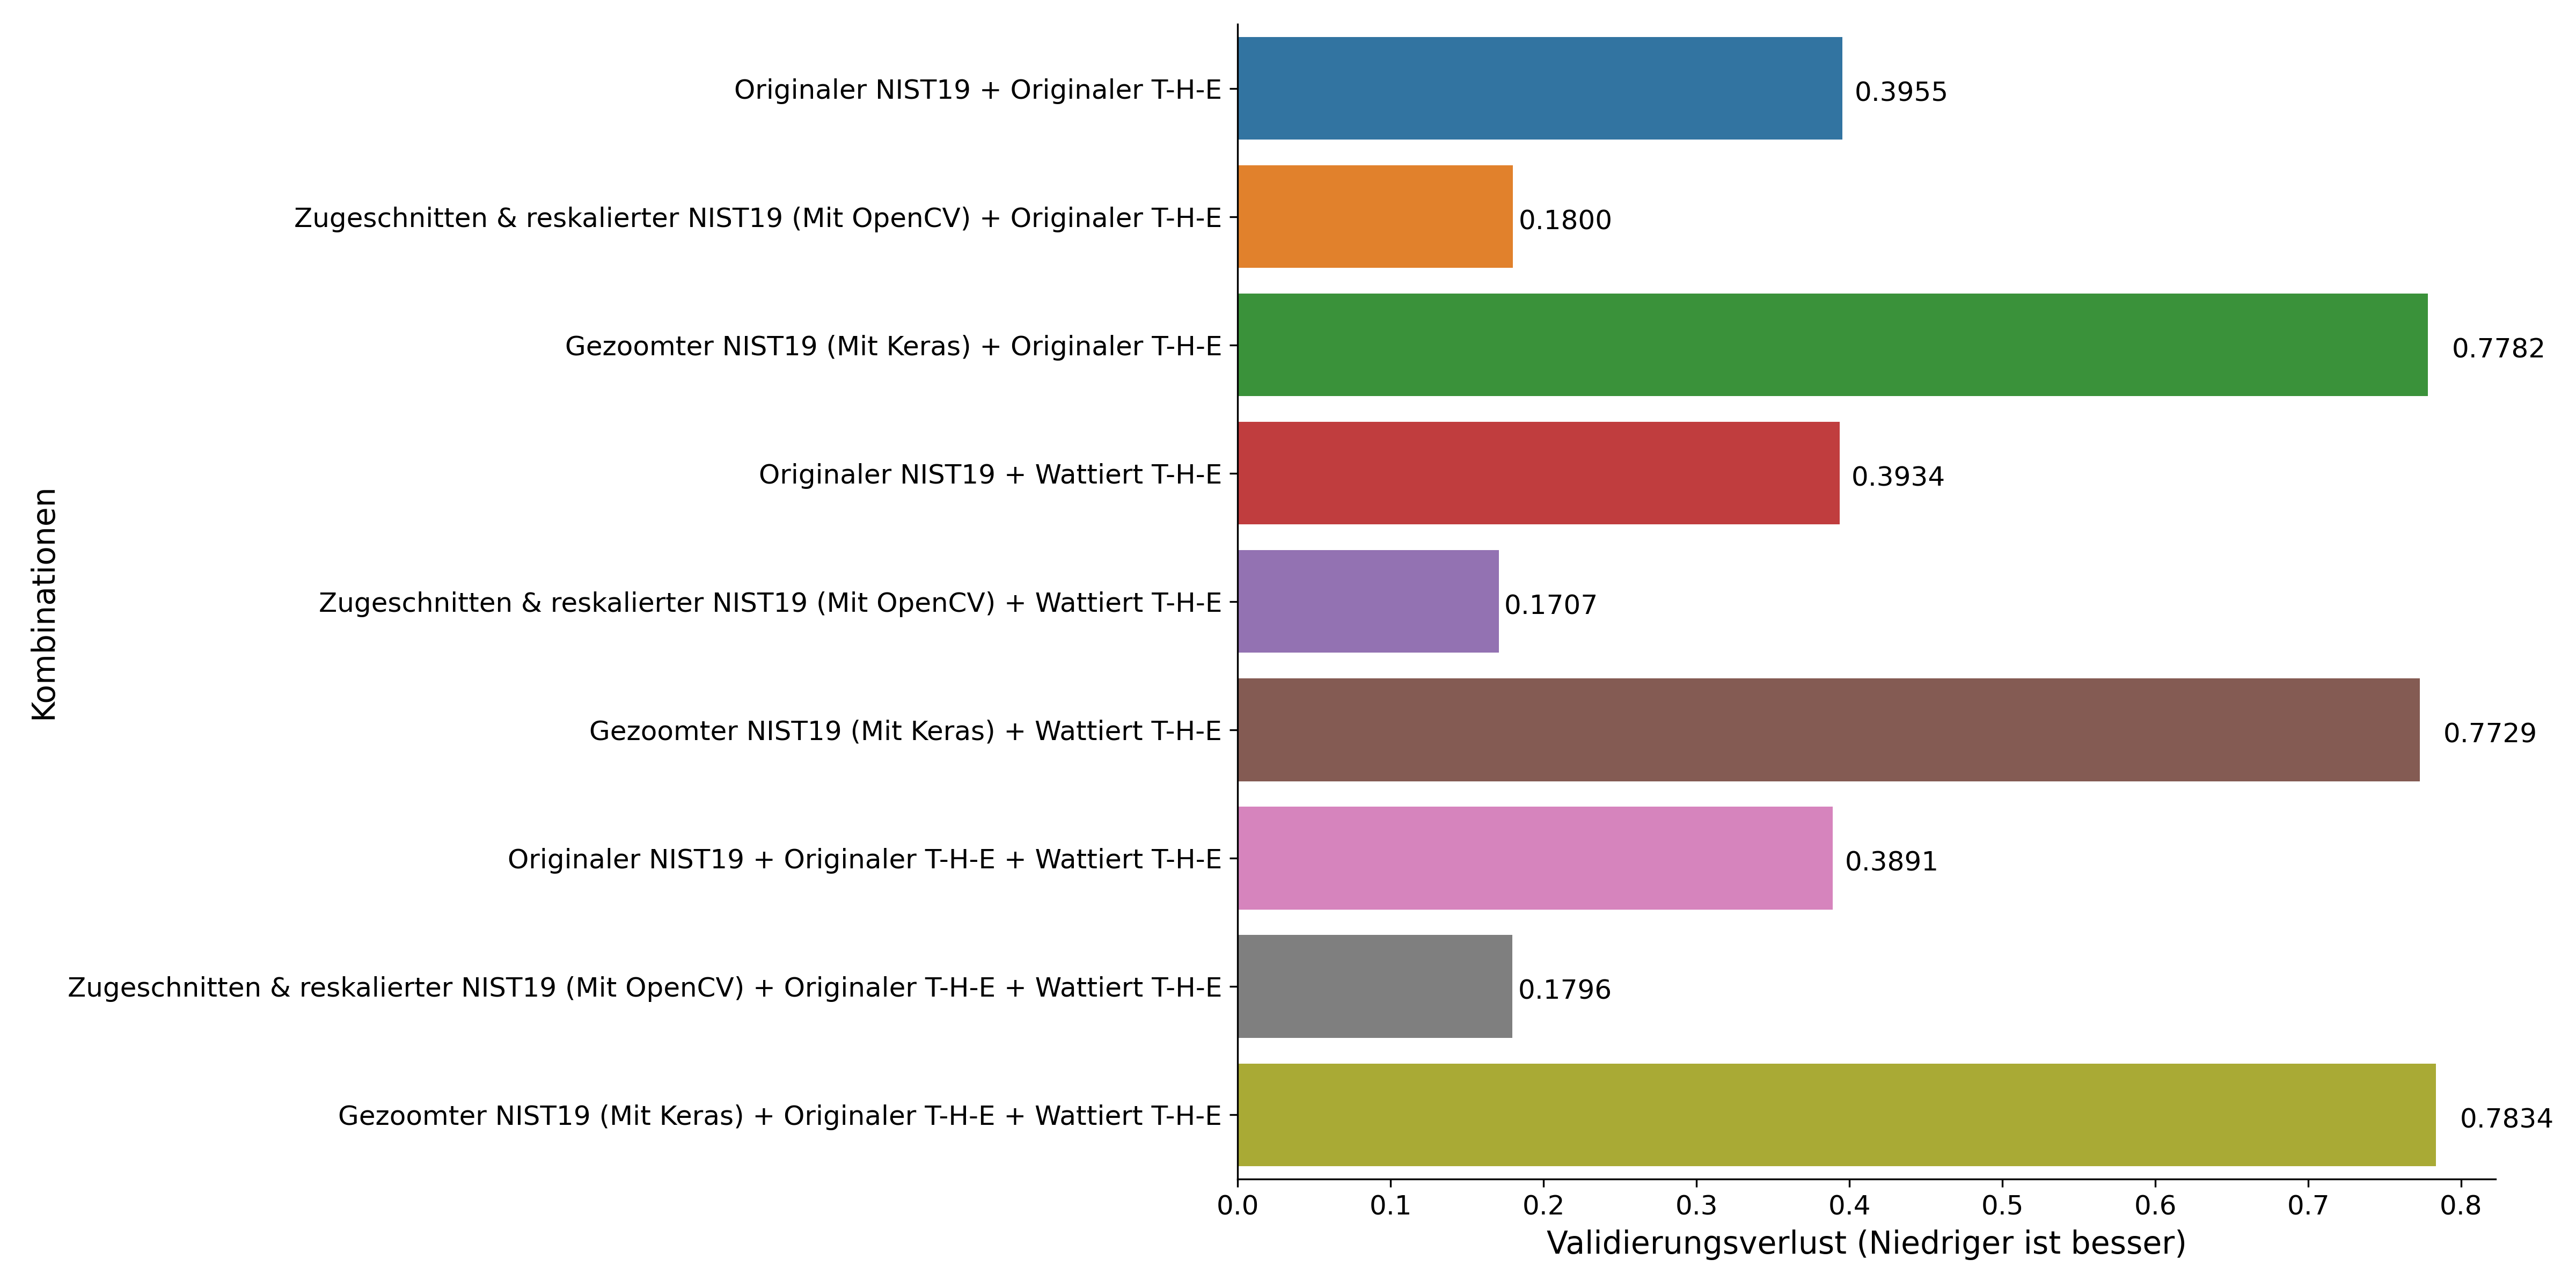 Kombinationen
Originaler NIST19 + Originaler T-H-E
0.3955
Zugeschnitten & reskalierter NIST19 (Mit OpenCV) + Originaler T-H-E
0.1800
Gezoomter NIST19 (Mit Keras) + Originaler T-H-E
0.7782
Originaler NIST19 + Wattiert T-H-E
0.3934
Zugeschnitten & reskalierter NIST19 (Mit OpenCV) + Wattiert T-H-E
0.1707
Gezoomter NIST19 (Mit Keras) + Wattiert T-H-E
0.7729
Originaler NIST19 + Originaler T-H-E + Wattiert T-H-E
0.3891
Zugeschnitten & reskalierter NIST19 (Mit OpenCV) + Originaler T-H-E + Wattiert T-H-E
0.1796
Gezoomter NIST19 (Mit Keras) + Originaler T-H-E + Wattiert T-H-E
0.7834
0.0 0.1 0.2 0.3 0.4 0.5 0.6 0.7 0.8
Validierungsverlust (Niedriger ist besser)